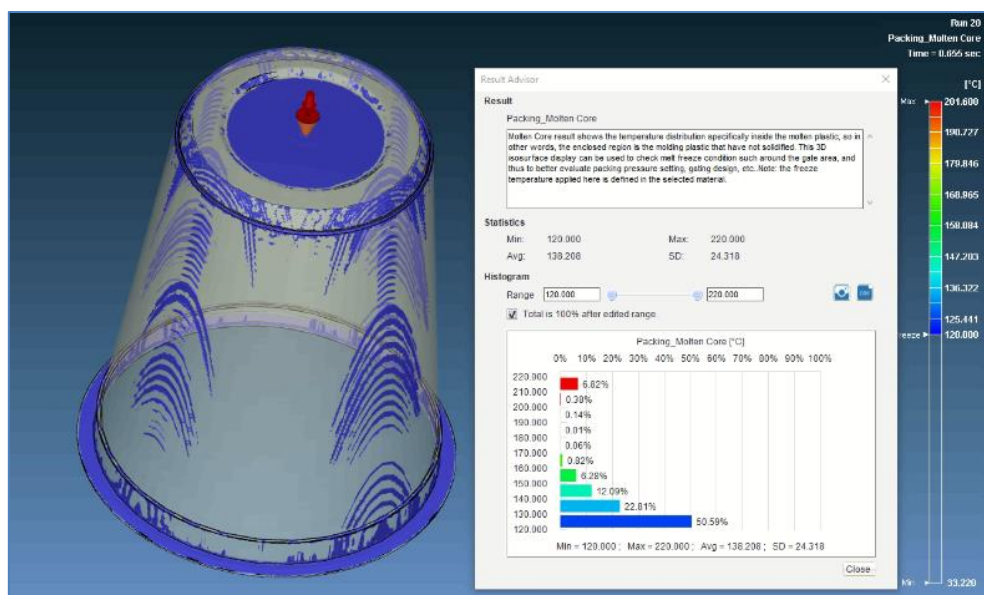 Run 20
Packing_Molten Core
Time = 0.655 sec
[°C]
Max
201.600
190.727
179.846
168.965
158.084
147.203
136.322
125.441
Freeze
120.000
Min
33.220
Result Advisor
Result
Packing_Molten Core
Molten Core result shows the temperature distribution specifically inside the molten plastic, so in
other words, the enclosed region is the molding plastic that have not solidified. This 3D
isosurface display can be used to check melt freeze condition such around the gate area, and
thus to better evaluate packing pressure setting, gating design, etc..Note: the freeze
temperature applied here is defined in the selected material.
Statistics
Min: 120.000 Max: 220.000
Avg: 138.208 SD: 24.318
Histogram
Range 120.000 220.000
Total is 100% after edited range
Packing_Molten Core [°C]
0% 10% 20% 30% 40% 50% 60% 70% 80% 90% 100%
220.000
6.82%
210.000
0.38%
200.000
0.14%
190.000
0.01%
180.000
0.06%
170.000
0.82%
160.000
6.28%
150.000
12.09%
140.000
22.81%
130.000
50.59%
120.000
Min = 120.000 ; Max = 220.000 ; Avg = 138.208 ; SD = 24.318
Close